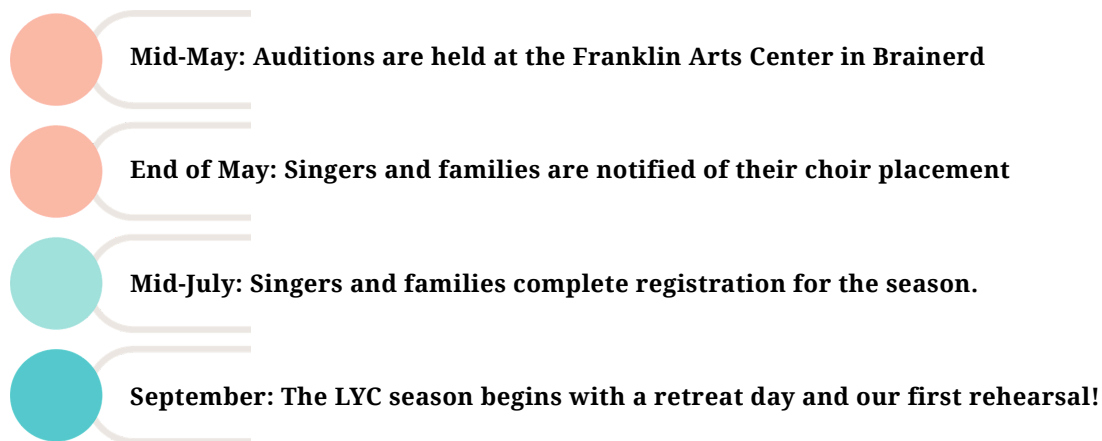 Mid-May: Auditions are held at the Franklin Arts Center in Brainerd
End of May: Singers and families are notified of their choir placement
Mid-July: Singers and families complete registration for the season.
September: The LYC season begins with a retreat day and our first rehearsal!